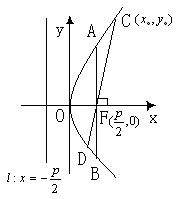 y
A
C(x₀, y₀)
O
F(p/2, 0)
x
D
B
l : x = -p/2